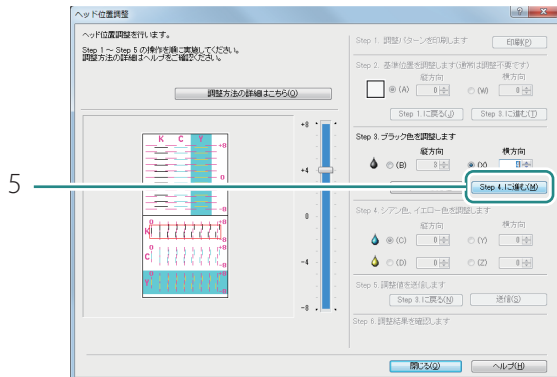 ヘッド位置調整
ヘッド位置調整を行います。
Step 1 ～ Step 5 の操作を順に実施してください。
調整方法の詳細はヘルプをご確認ください。
調整方法の詳細はこちら(O)
K C Y
+8
0
-8
K
0
+8
-8
C
0
+8
-8
Y
0
+8
-8
+8
+4
0
-4
-8
Step 1. 調整パターンを印刷します
印刷(P)
Step 2. 基準位置を調整します(通常は調整不要です)
縦方向 横方向
(A) 0 (W) 0
Step 1.に戻る(J) Step 3.に進む(T)
Step 3. ブラック色を調整します
縦方向 横方向
(B) 3 (X)
Step 4.に進む(M)
5
Step 4. シアン色、イエロー色を調整します
縦方向 横方向
(C) 0 (Y) 0
(D) 0 (Z) 0
Step 5. 調整値を送信します
Step 3.に戻る(N) 送信(S)
Step 6. 調整結果を確認します
閉じる(Q) ヘルプ(H)